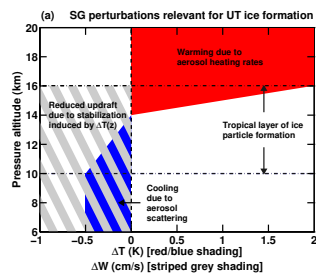 (a) SG perturbations relevant for UT ice formation
20
18
16
14
12
10
8
6
Pressure altitude (km)
Warming due to
aerosol heating rates
Reduced updraft
due to stabilization
induced by ΔT(z)
Tropical layer of ice
particle formation
Cooling
due to
aerosol
scattering
-1 -0.5 0 0.5 1 1.5 2
ΔT (K) [red/blue shading]
ΔW (cm/s) [striped grey shading]